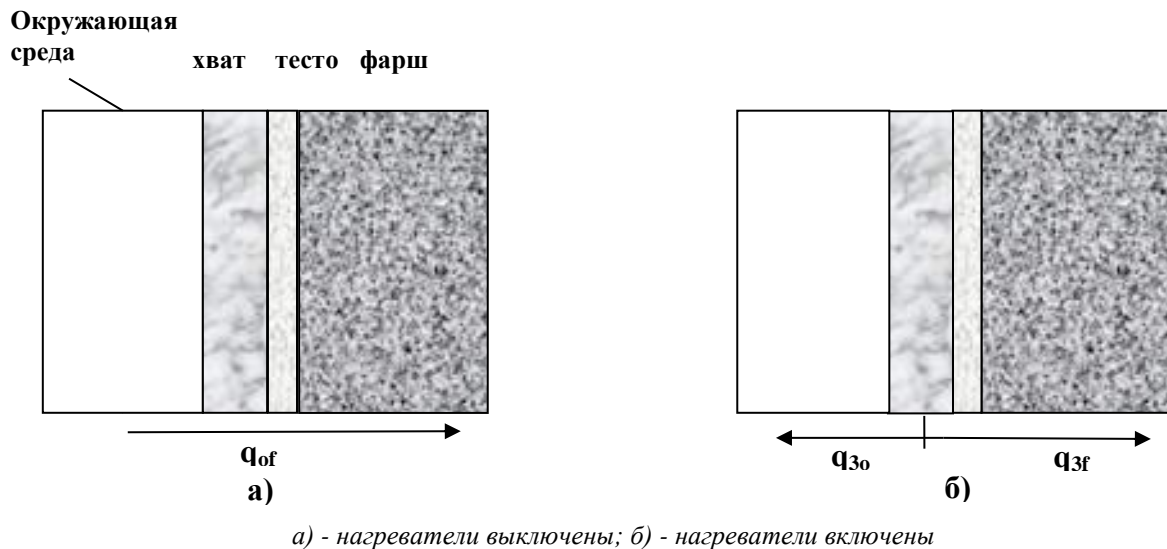 Окружающая
среда
хват тесто фарш
qof
q3o q3f
а) б)
а) - нагреватели выключены; б) - нагреватели включены